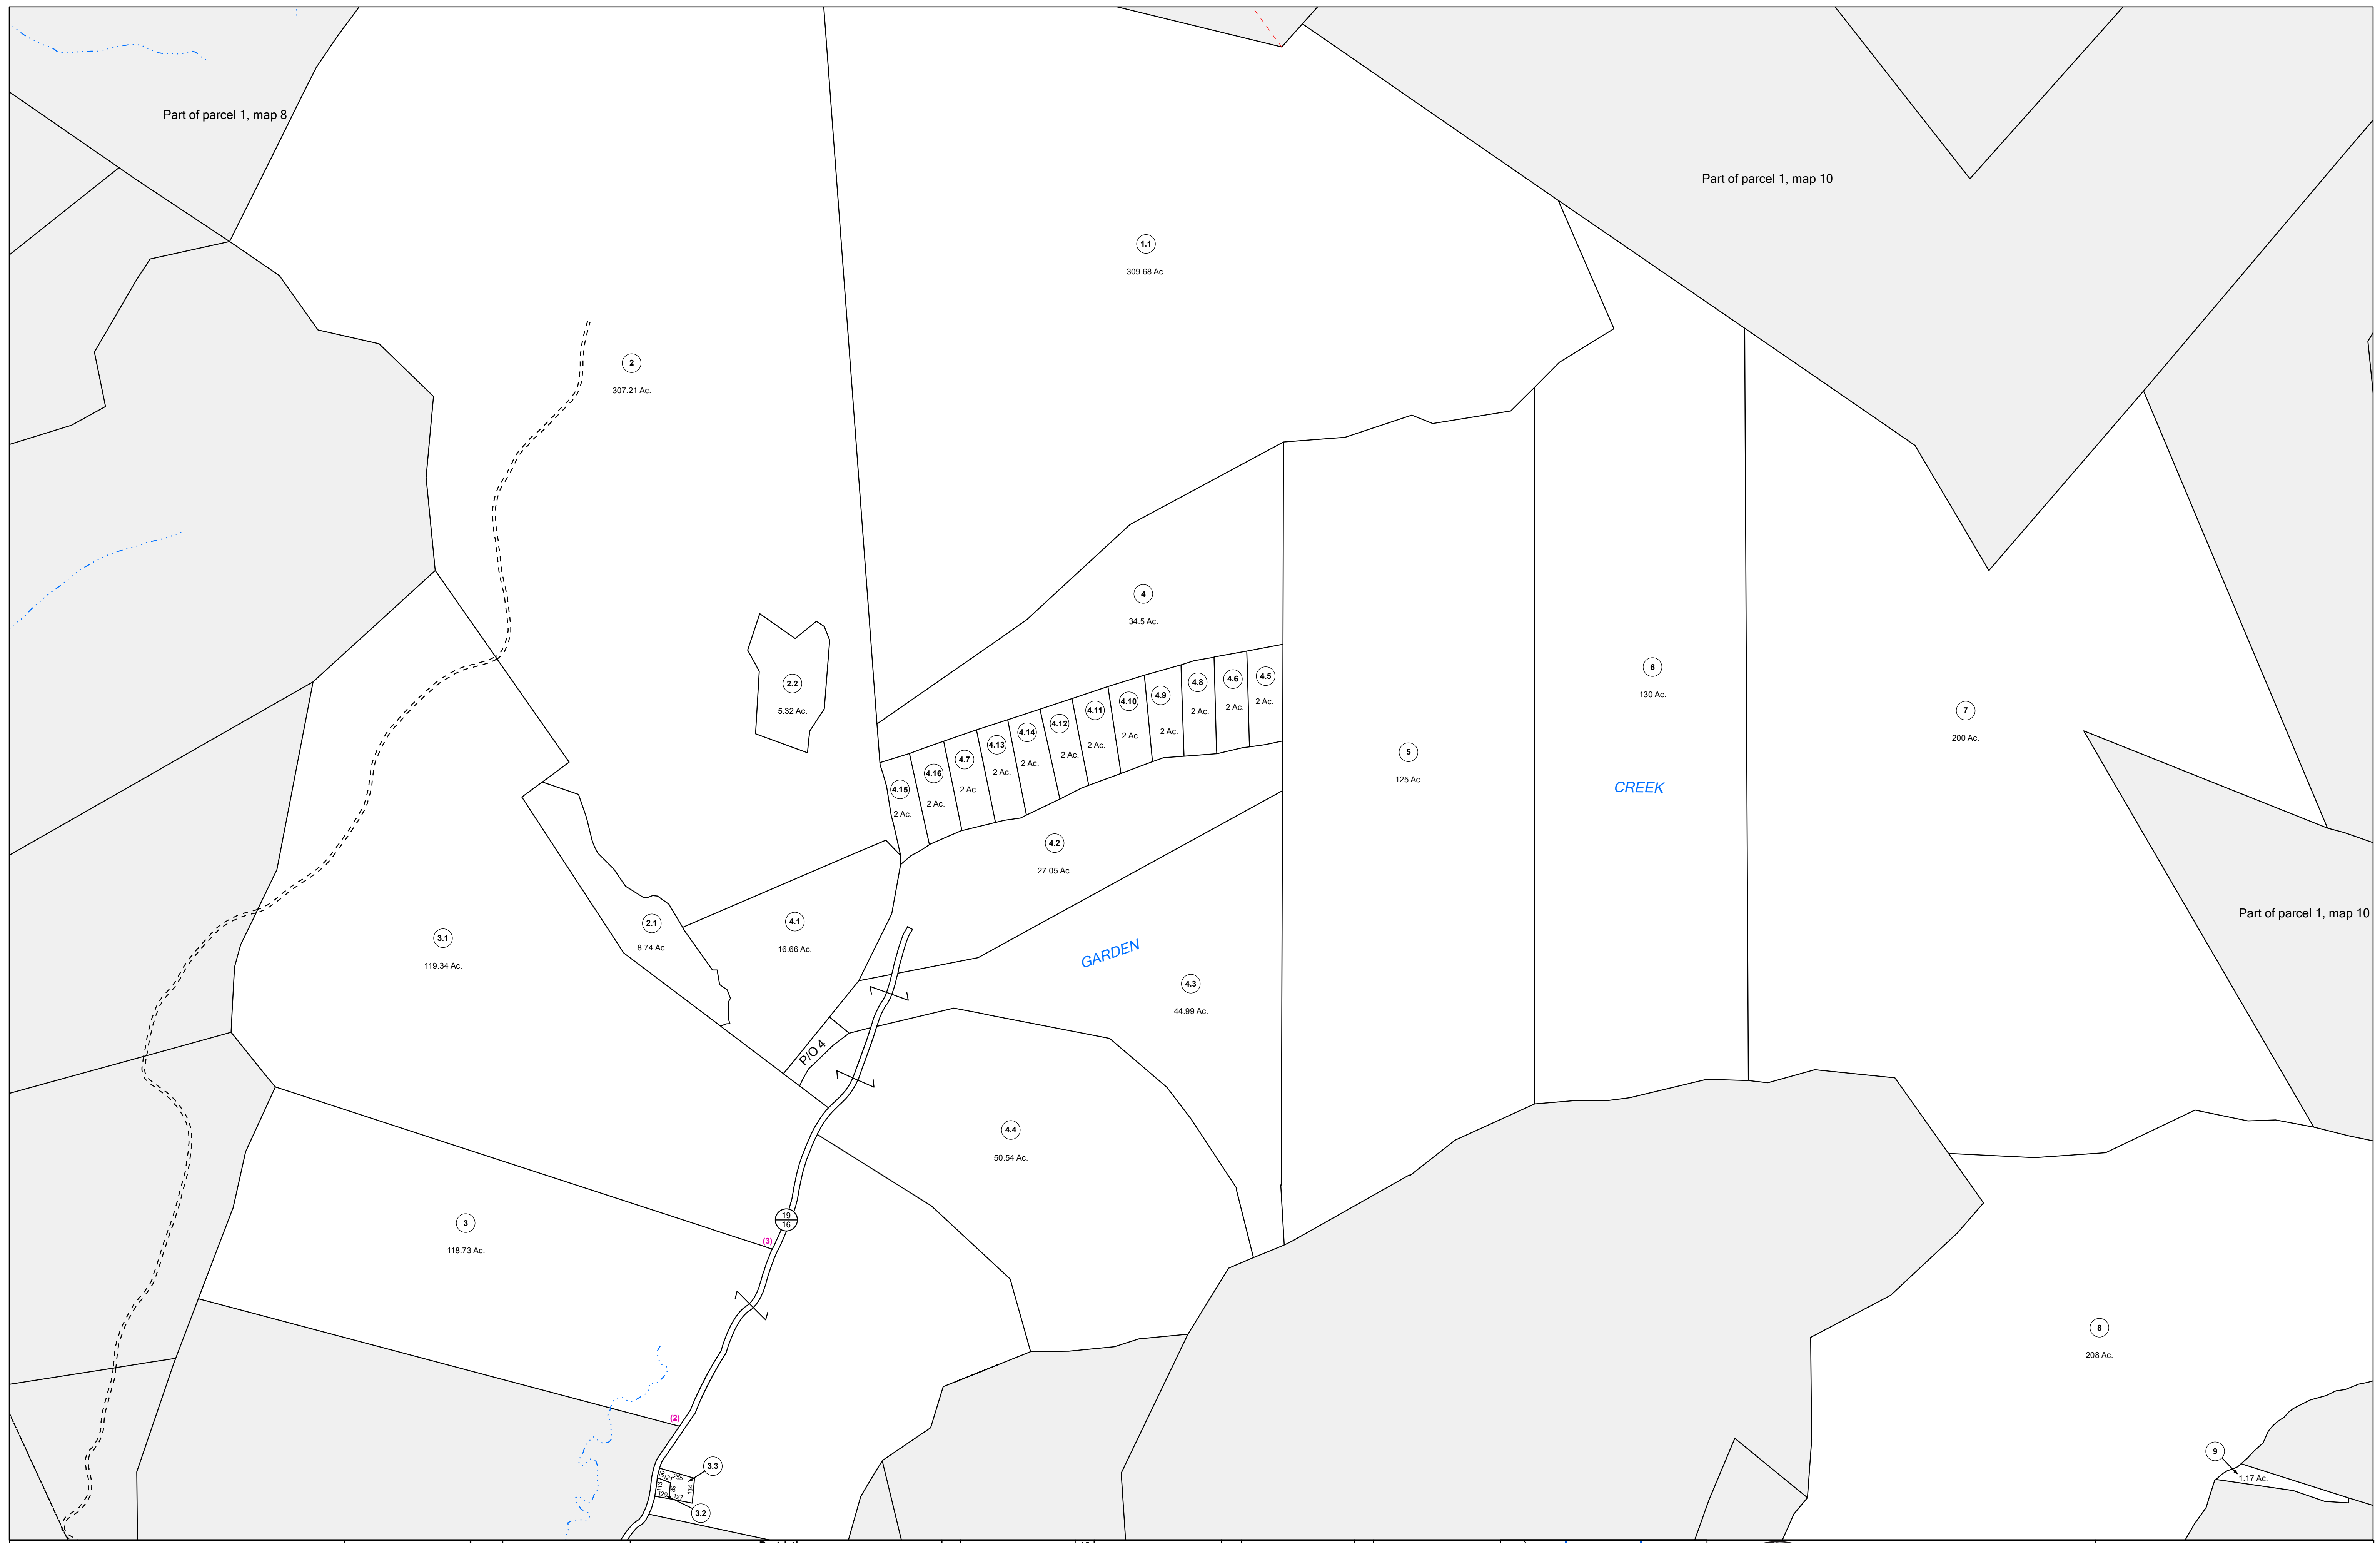 Part of parcel 1, map 8
Part of parcel 1, map 10
1.1
309.68 Ac.
2
307.21 Ac.
4
34.5 Ac.
2.2
5.32 Ac.
6
130 Ac.
7
200 Ac.
5
125 Ac.
4.5
2 Ac.
4.6
2 Ac.
4.8
2 Ac.
4.9
2 Ac.
4.10
2 Ac.
4.11
2 Ac.
4.12
2 Ac.
4.14
2 Ac.
4.13
2 Ac.
4.7
2 Ac.
4.16
2 Ac.
4.15
2 Ac.
CREEK
4.2
27.05 Ac.
Part of parcel 1, map 10
2.1
8.74 Ac.
4.1
16.66 Ac.
3.1
119.34 Ac.
GARDEN
4.3
44.99 Ac.
P/O 4
4.4
50.54 Ac.
19
16
3
118.73 Ac.
(3)
8
208 Ac.
(2)
3.3
255
121
134
89
127
3.2
9
1.17 Ac.